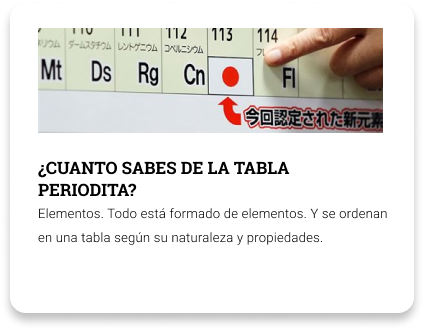 110 111 112 113 114
ダームスタチウム レントゲニウム コペルニシウム
Mt Ds Rg Cn Fl
今回認定された新元素
¿CUANTO SABES DE LA TABLA
PERIODITA?
Elementos. Todo está formado de elementos. Y se ordenan
en una tabla según su naturaleza y propiedades.